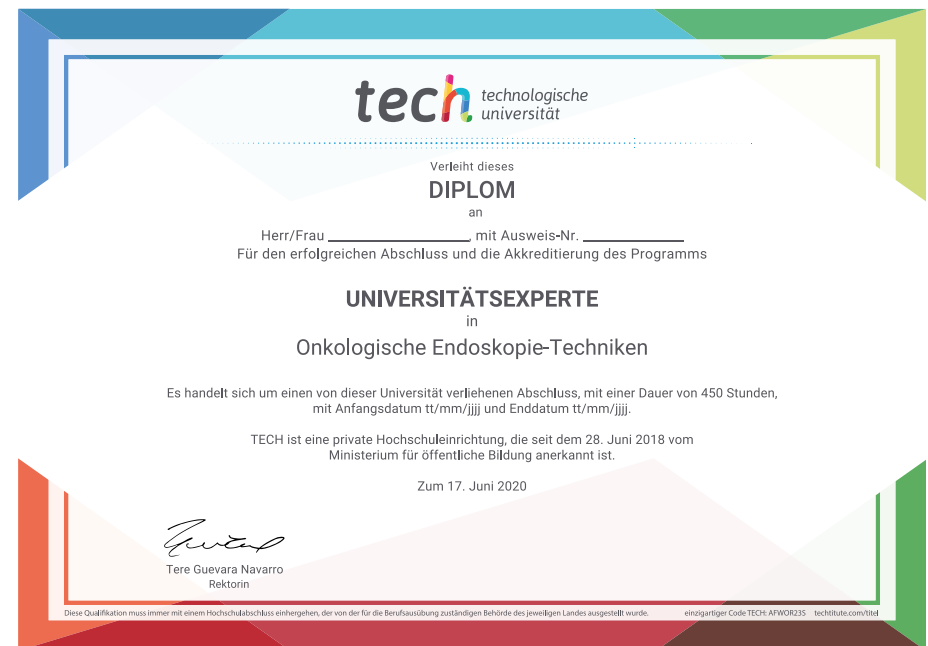 tech technologische
universität
Verleiht dieses
DIPLOM
an
Herr/Frau ____________________, mit Ausweis-Nr. ______________
Für den erfolgreichen Abschluss und die Akkreditierung des Programms
UNIVERSITÄTSEXPERTE
in
Onkologische Endoskopie-Techniken
Es handelt sich um einen von dieser Universität verliehenen Abschluss, mit einer Dauer von 450 Stunden,
mit Anfangsdatum tt/mm/jjjj und Enddatum tt/mm/jjjj.
TECH ist eine private Hochschuleinrichtung, die seit dem 28. Juni 2018 vom
Ministerium für öffentliche Bildung anerkannt ist.
Zum 17. Juni 2020
Tere Guevara Navarro
Rektorin
Diese Qualifikation muss immer mit einem Hochschulabschluss einhergehen, der von der für die Berufsausübung zuständigen Behörde des jeweiligen Landes ausgestellt wurde. einzigartiger Code TECH: AFWOR235 techtitute.com/titel